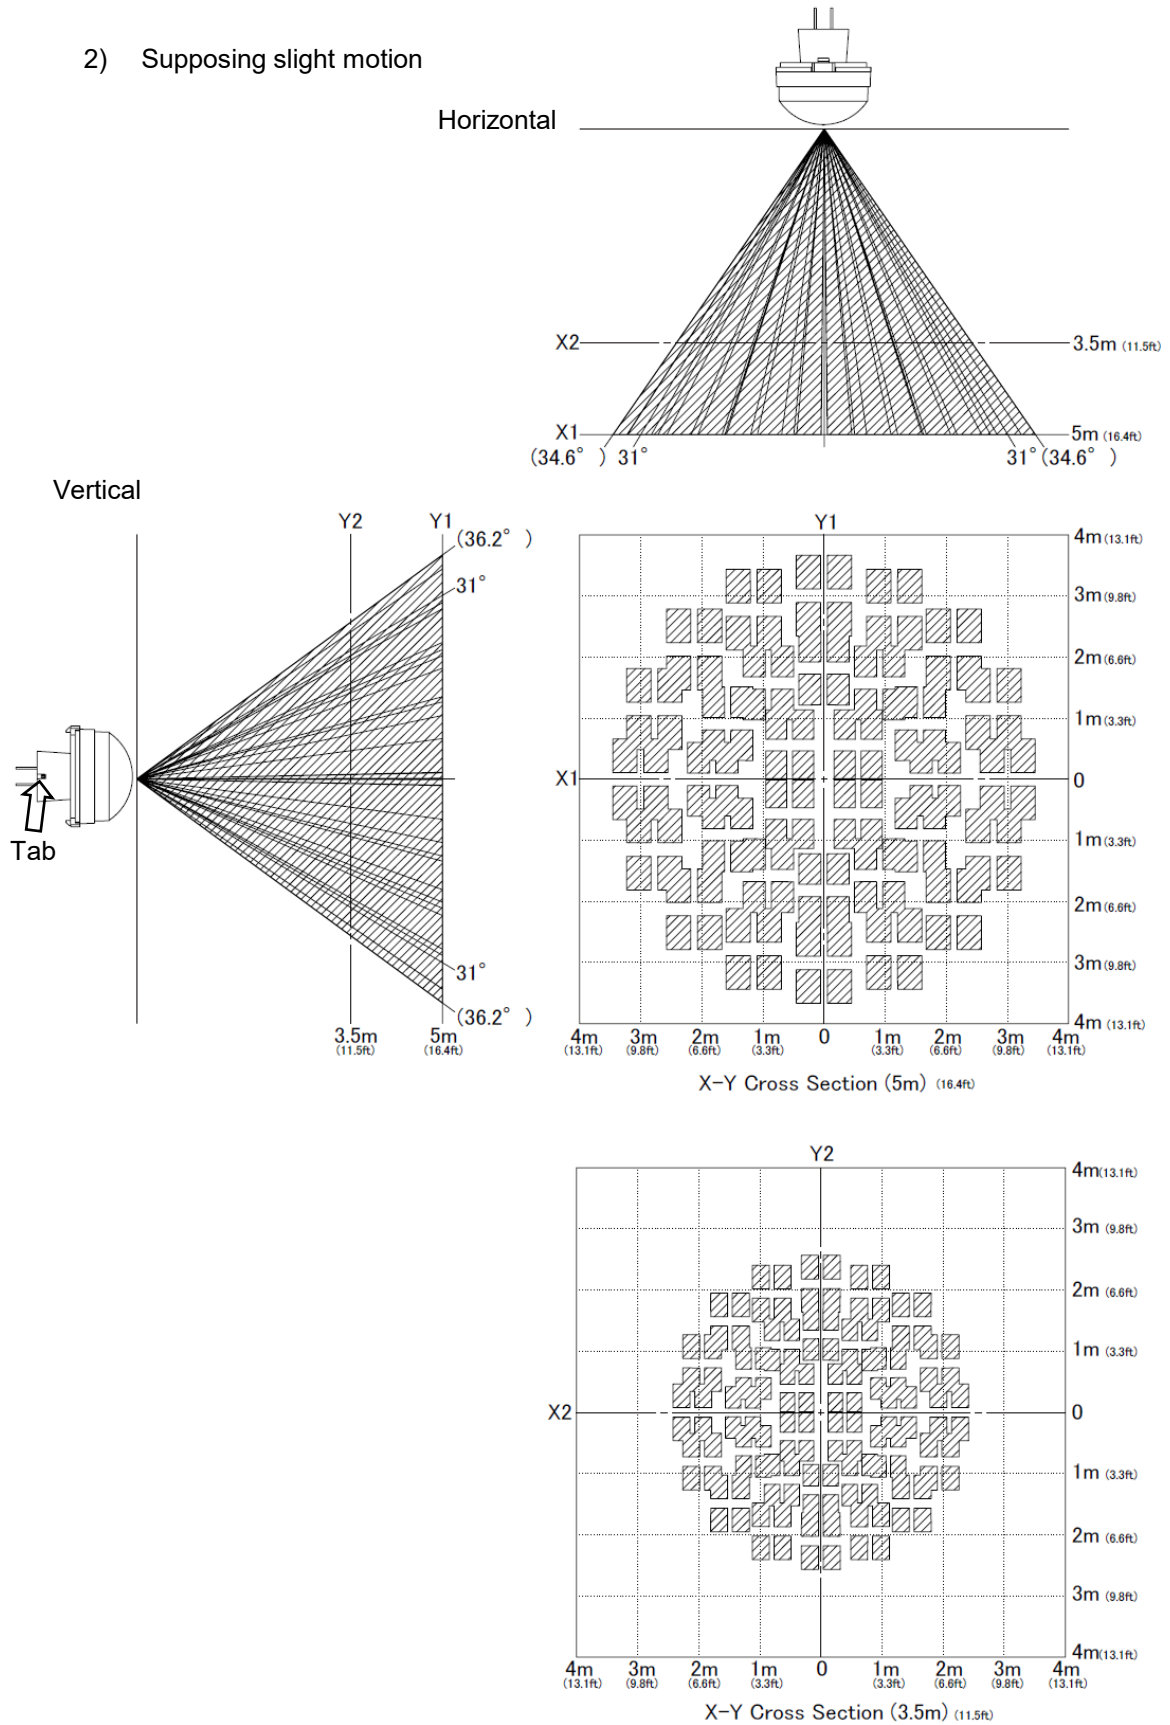 2) Supposing slight motion
Horizontal
X2 3.5m (11.5ft)
X1 5m (16.4ft)
(34.6° ) 31° 31° (34.6° )
Vertical
Y2 Y1
(36.2° )
31°
Tab
31°
(36.2° )
3.5m 5m
(11.5ft) (16.4ft)
Y1
4m (13.1ft)
3m (9.8ft)
2m (6.6ft)
1m (3.3ft)
X1 0
1m (3.3ft)
2m (6.6ft)
3m (9.8ft)
4m (13.1ft)
4m 3m 2m 1m 0 1m 2m 3m 4m
(13.1ft) (9.8ft) (6.6ft) (3.3ft) (3.3ft) (6.6ft) (9.8ft) (13.1ft)
X-Y Cross Section (5m) (16.4ft)
Y2
4m (13.1ft)
3m (9.8ft)
2m (6.6ft)
1m (3.3ft)
X2 0
1m (3.3ft)
2m (6.6ft)
3m (9.8ft)
4m (13.1ft)
4m 3m 2m 1m 0 1m 2m 3m 4m
(13.1ft) (9.8ft) (6.6ft) (3.3ft) (3.3ft) (6.6ft) (9.8ft) (13.1ft)
X-Y Cross Section (3.5m) (11.5ft)